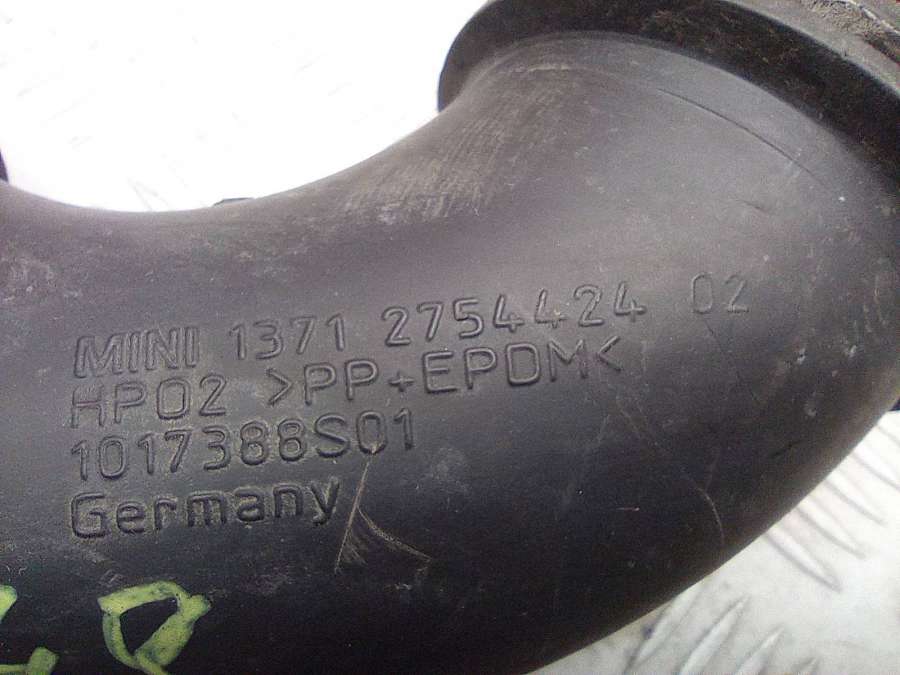 MINI 1371 2754424 02
HP02 >PP+EPDM<
1017388S01
Germany